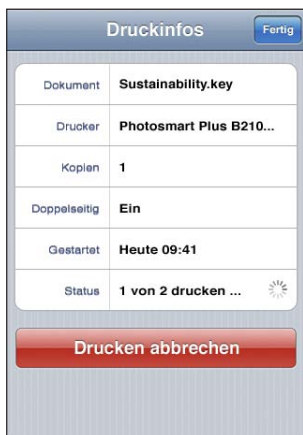 Druckinfos
Fertig
Dokument Sustainability.key
Drucker Photosmart Plus B210...
Kopien 1
Doppelseitig Ein
Gestartet Heute 09:41
Status 1 von 2 drucken ...
Drucken abbrechen